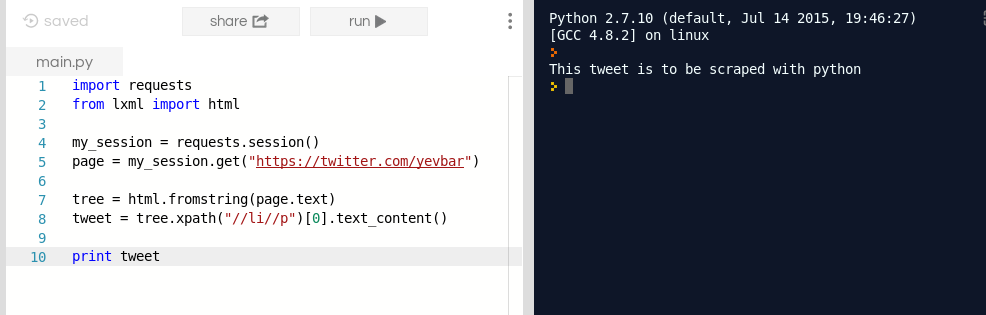 saved share run
main.py
1 import requests
2 from lxml import html
3
4 my_session = requests.session()
5 page = my_session.get("https://twitter.com/yevbar")
6
7 tree = html.fromstring(page.text)
8 tweet = tree.xpath("//li//p")[0].text_content()
9
10 print tweet
Python 2.7.10 (default, Jul 14 2015, 19:46:27)
[GCC 4.8.2] on linux
This tweet is to be scraped with python